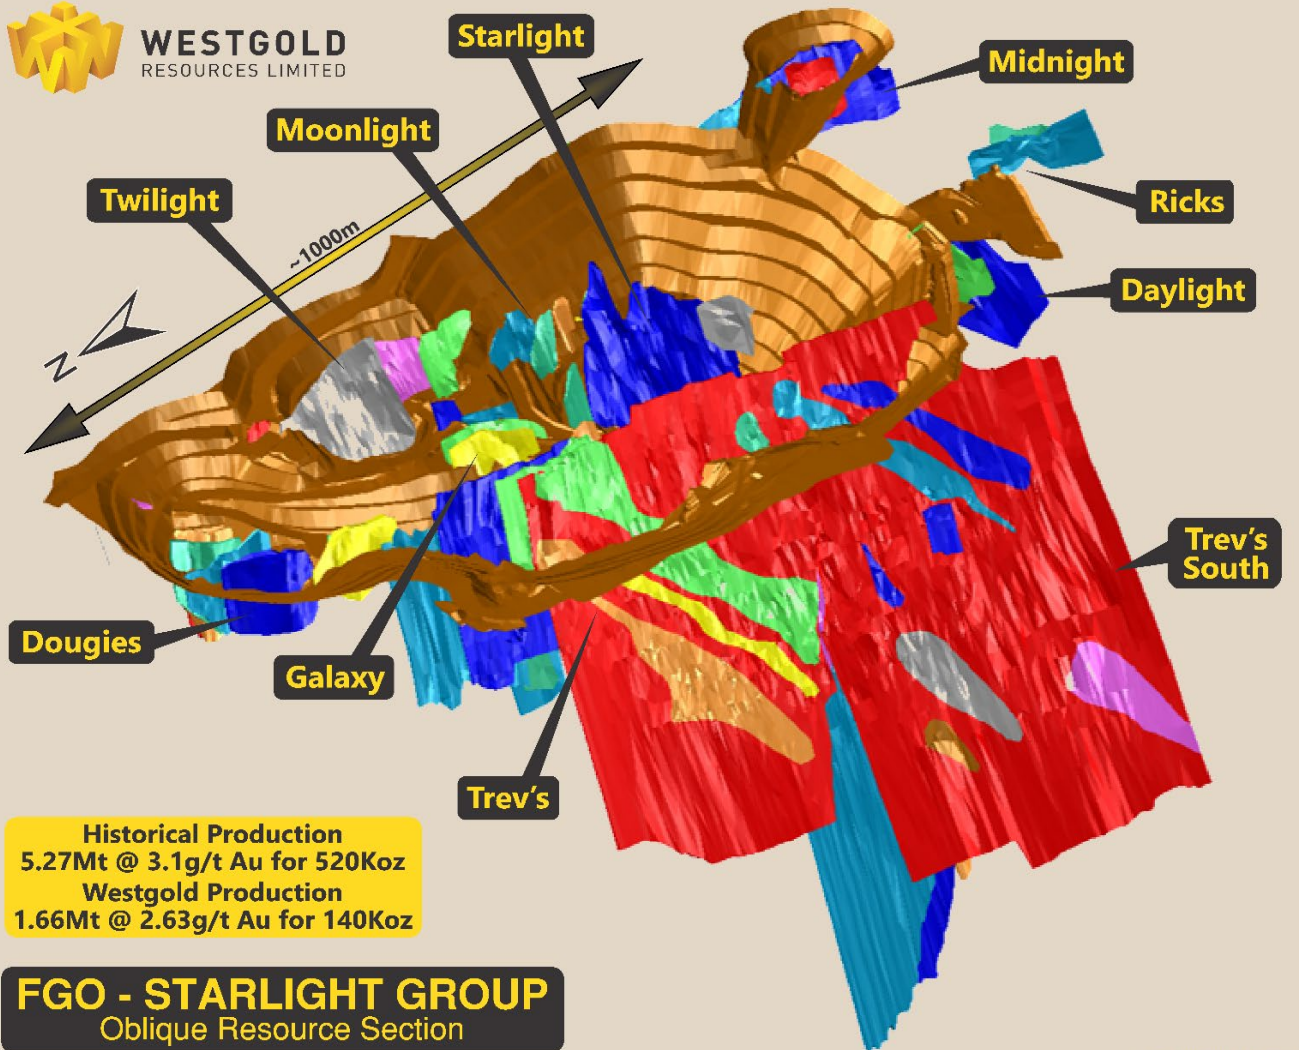 WESTGOLD
RESOURCES LIMITED
Starlight
Midnight
Moonlight
Twilight
~1000m
Ricks
Daylight
N
Trev's
South
Dougies
Galaxy
Trev's
Historical Production
5.27Mt @ 3.1g/t Au for 520Koz
Westgold Production
1.66Mt @ 2.63g/t Au for 140Koz
FGO - STARLIGHT GROUP
Oblique Resource Section